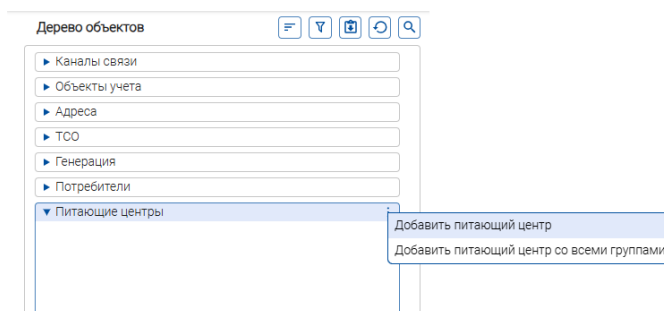 Дерево объектов
Каналы связи
Объекты учета
Адреса
ТСО
Генерация
Потребители
Питающие центры
Добавить питающий центр
Добавить питающий центр со всеми группами